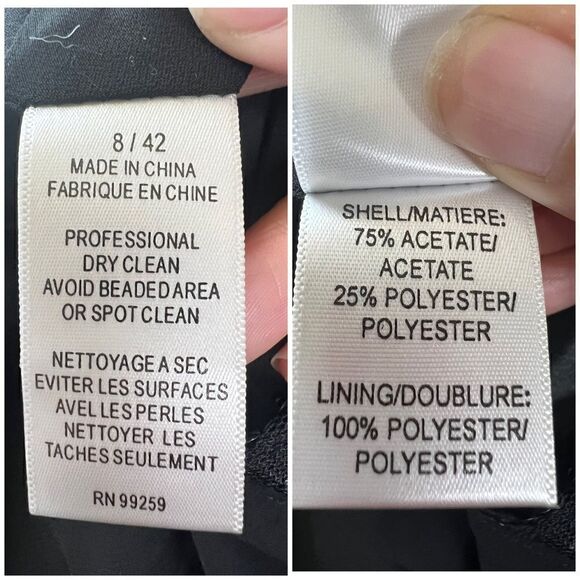 8 / 42
MADE IN CHINA
FABRIQUE EN CHINE
PROFESSIONAL
DRY CLEAN
AVOID BEADED AREA
OR SPOT CLEAN
NETTOYAGE A SEC
EVITER LES SURFACES
AVEL LES PERLES
NETTOYER LES
TACHES SEULEMENT
RN 99259
SHELL/MATIERE:
75% ACETATE/
ACETATE
25% POLYESTER/
POLYESTER
LINING/DOUBLURE:
100% POLYESTER/
POLYESTER